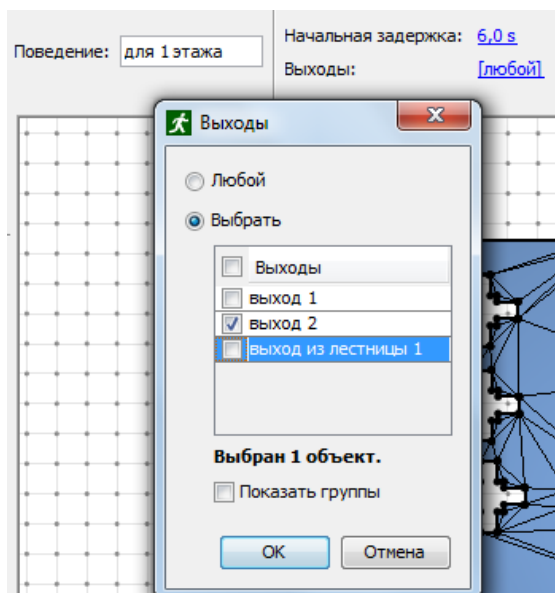 Поведение: для 1 этажа
Начальная задержка: 6,0 s
Выходы: [любой]
Выходы
Любой
Выбрать
Выходы
выход 1
выход 2
выход из лестницы 1
Выбран 1 объект.
Показать группы
OK Отмена